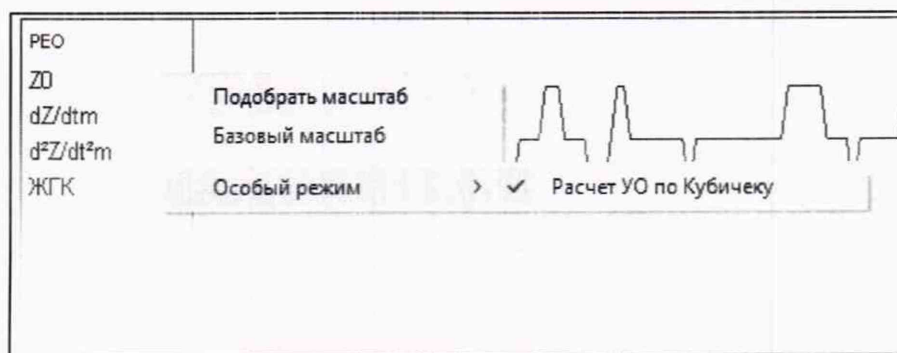 РЕО
Z0
dZ/dtm
d²Z/dt²m
ЖГК
Подобрать масштаб
Базовый масштаб
Особый режим > ✓ Расчет УО по Кубичеку